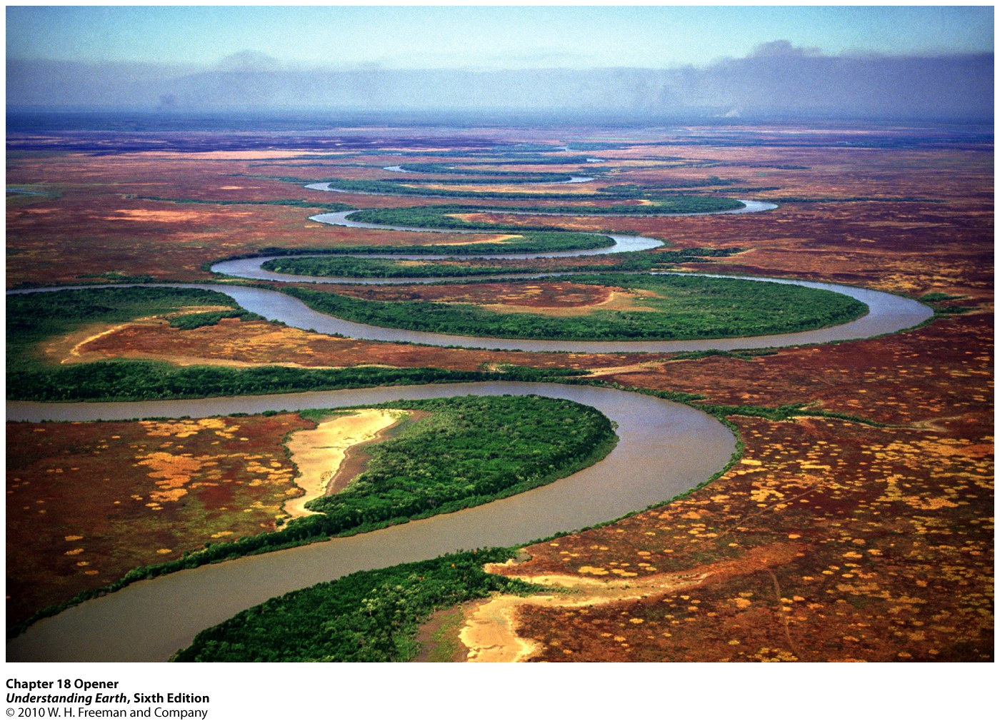 Chapter 18 Opener
Understanding Earth, Sixth Edition
© 2010 W. H. Freeman and Company